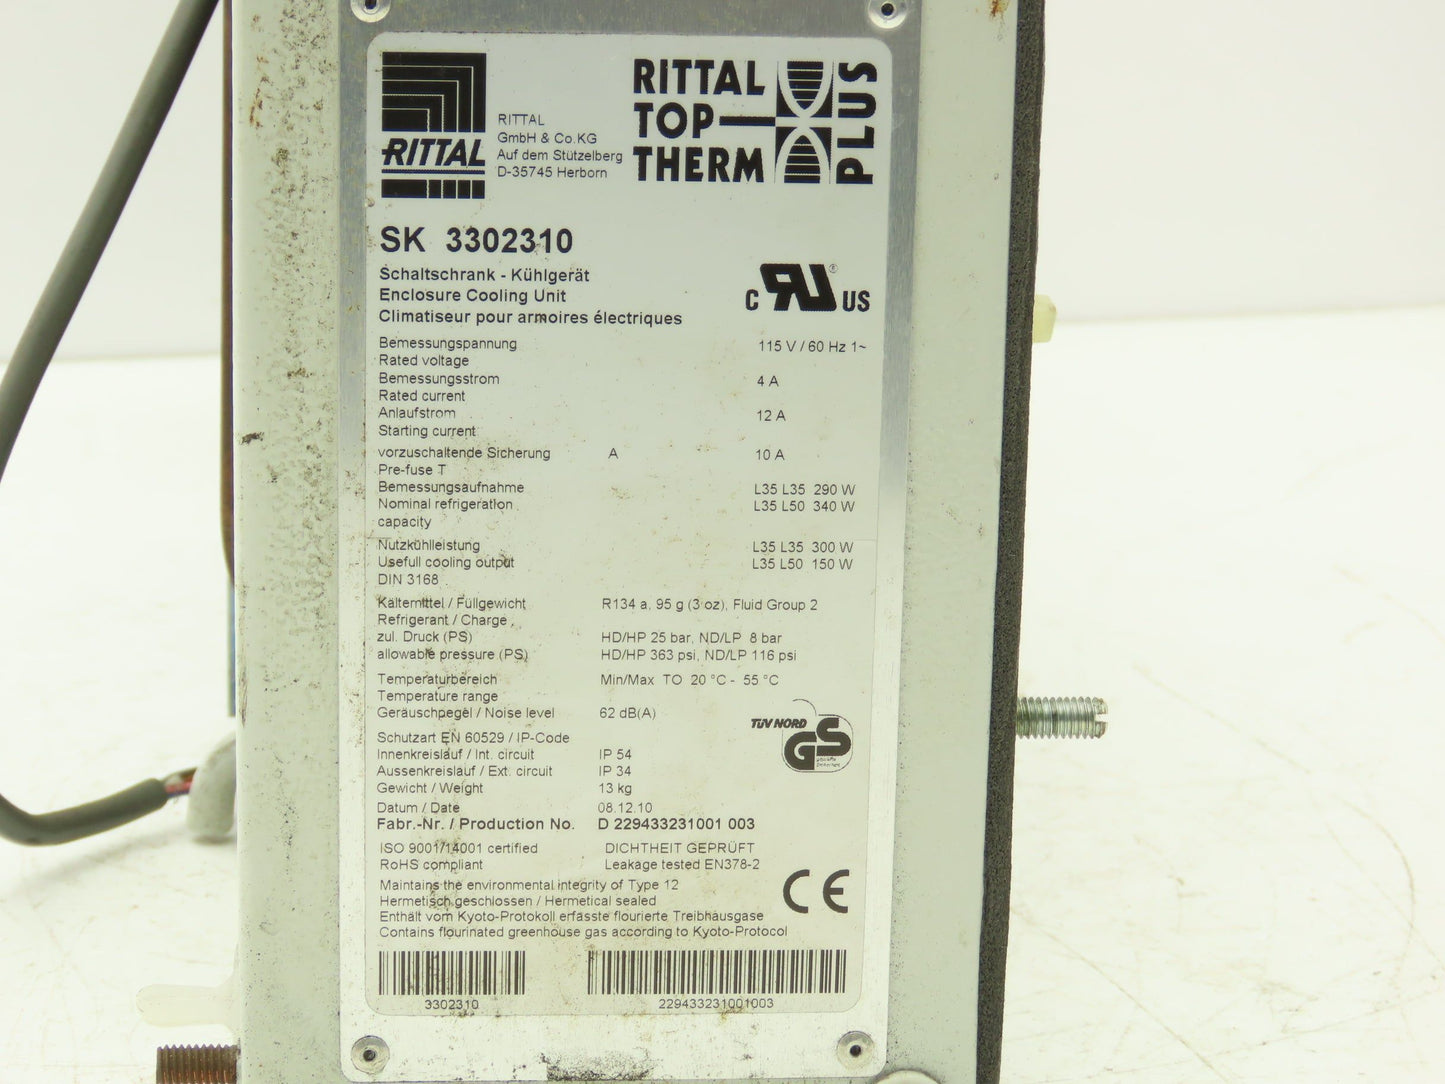 RITTAL
RITTAL
GmbH & Co.KG
Auf dem Stützelberg
D-35745 Herborn
RITTAL
TOP
THERM
PLUS
SK 3302310
Schaltschrank - Kühlgerät
Enclosure Cooling Unit
Climatiseur pour armoires électriques
C RU ® US
Bemessungspannung 115 V / 60 Hz 1~
Rated voltage
Bemessungsstrom 4 A
Rated current
Anlaufstrom 12 A
Starting current
vorzuschaltende Sicherung A 10 A
Pre-fuse T
Bemessungsaufnahme L35 L35 290 W
Nominal refrigeration L35 L50 340 W
capacity
Nutzkühlleistung L35 L35 300 W
Usefull cooling output L35 L50 150 W
DIN 3168
Kältemittel / Füllgewicht R134 a, 95 g (3 oz), Fluid Group 2
Refrigerant / Charge
zul. Druck (PS) HD/HP 25 bar, ND/LP 8 bar
allowable pressure (PS) HD/HP 363 psi, ND/LP 116 psi
Temperaturbereich Min/Max TO 20 °C - 55 °C
Temperature range
Geräuschpegel / Noise level 62 dB(A)
TÜV NORD
GS
Schutzart EN 60529 / IP-Code
Innenkreislauf / Int. circuit IP 54
Aussenkreislauf / Ext. circuit IP 34
Gewicht / Weight 13 kg
Datum / Date 08.12.10
Fabr.-Nr. / Production No. D 229433231001 003
ISO 9001/14001 certified DICHTHEIT GEPRÜFT
RoHS compliant Leakage tested EN378-2
Maintains the environmental integrity of Type 12
Hermetisch geschlossen / Hermetical sealed
CE
Enthält vom Kyoto-Protokoll erfasste flourierte Treibhausgase
Contains flourinated greenhouse gas according to Kyoto-Protocol
3302310 229433231001003